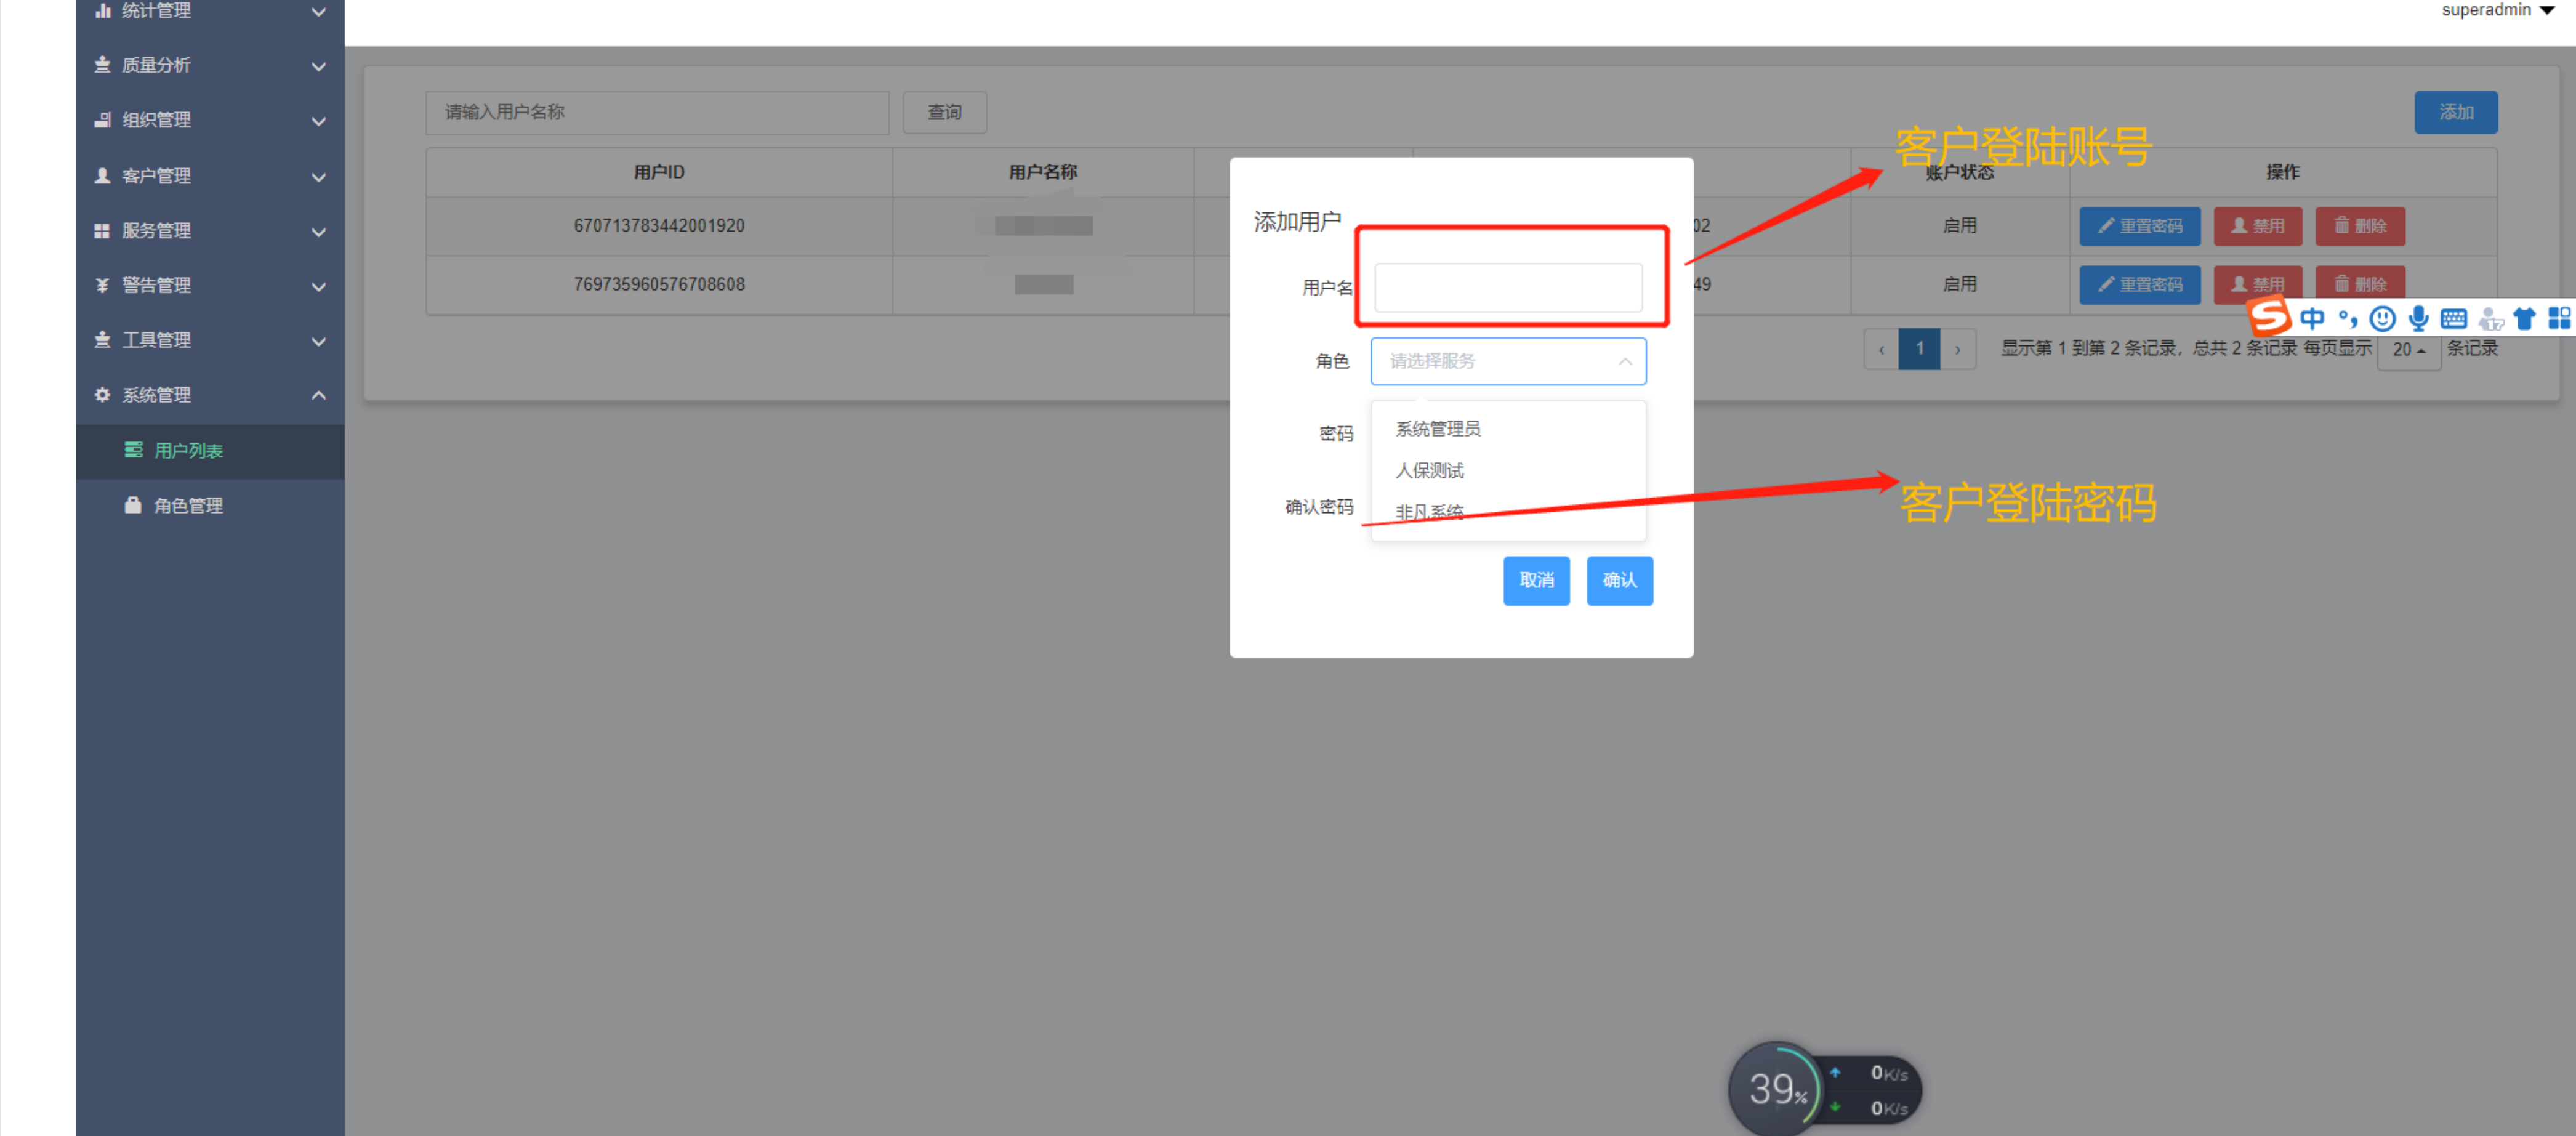 统计管理
superadmin
质量分析
组织管理
客户管理
服务管理
警告管理
工具管理
系统管理
用户列表
角色管理
请输入用户名称
查询
添加
用户ID
用户名称
账户状态
操作
670713783442001920
02
启用
重置密码
禁用
删除
769735960576708608
49
启用
重置密码
禁用
删除
‹ 1 › 显示第 1 到第 2 条记录，总共 2 条记录 每页显示 20 条记录
添加用户
用户名
角色
请选择服务
密码
系统管理员
人保测试
确认密码
非凡系统
取消
确认
客户登陆账号
客户登陆密码
S 中
39%
0K/s
0K/s